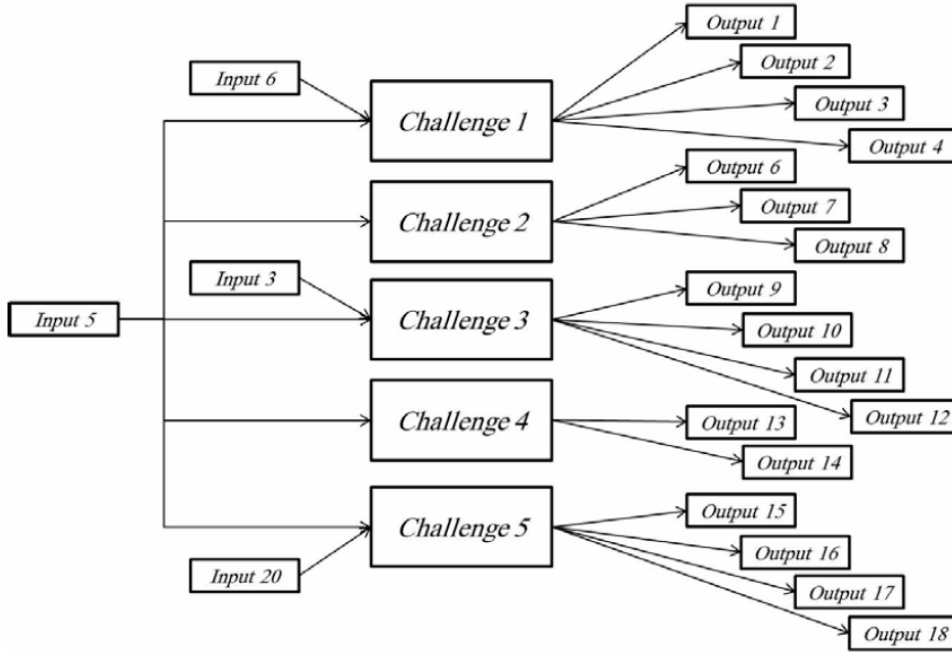 Output 1
Output 2
Input 6
Output 3
Challenge 1
Output 4
Output 6
Output 7
Challenge 2
Output 8
Input 3
Output 9
Input 5
Challenge 3
Output 10
Output 11
Output 12
Challenge 4
Output 13
Output 14
Output 15
Challenge 5
Output 16
Input 20
Output 17
Output 18